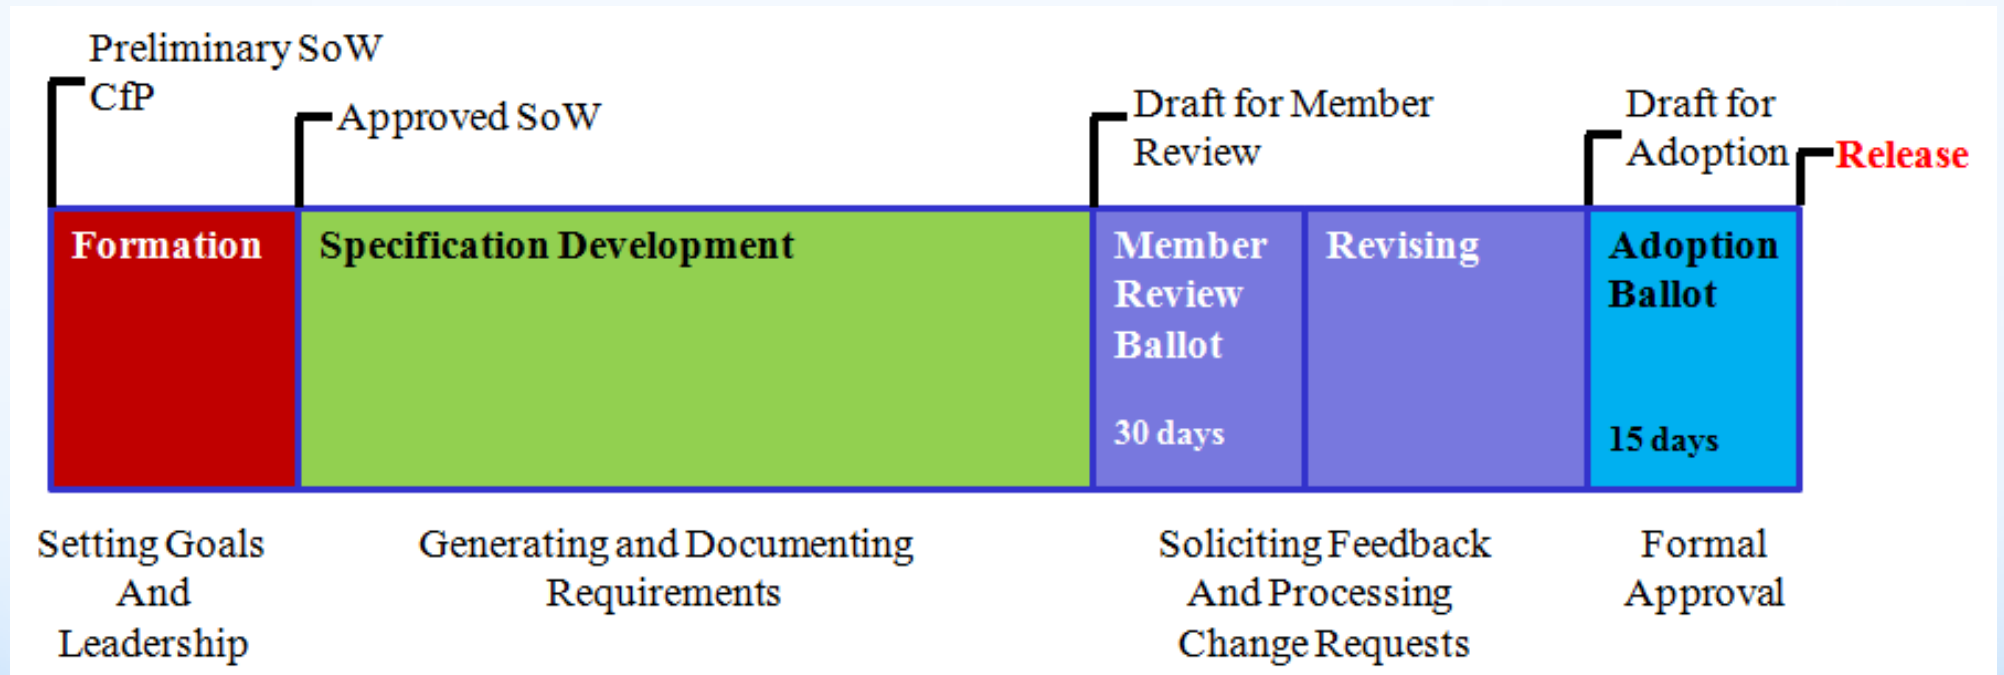 Preliminary SoW
CfP
Approved SoW
Draft for Member
Review
Draft for
Adoption
Release
Formation
Specification Development
Member
Review
Ballot
30 days
Revising
Adoption
Ballot
15 days
Setting Goals
And
Leadership
Generating and Documenting
Requirements
Soliciting Feedback
And Processing
Change Requests
Formal
Approval